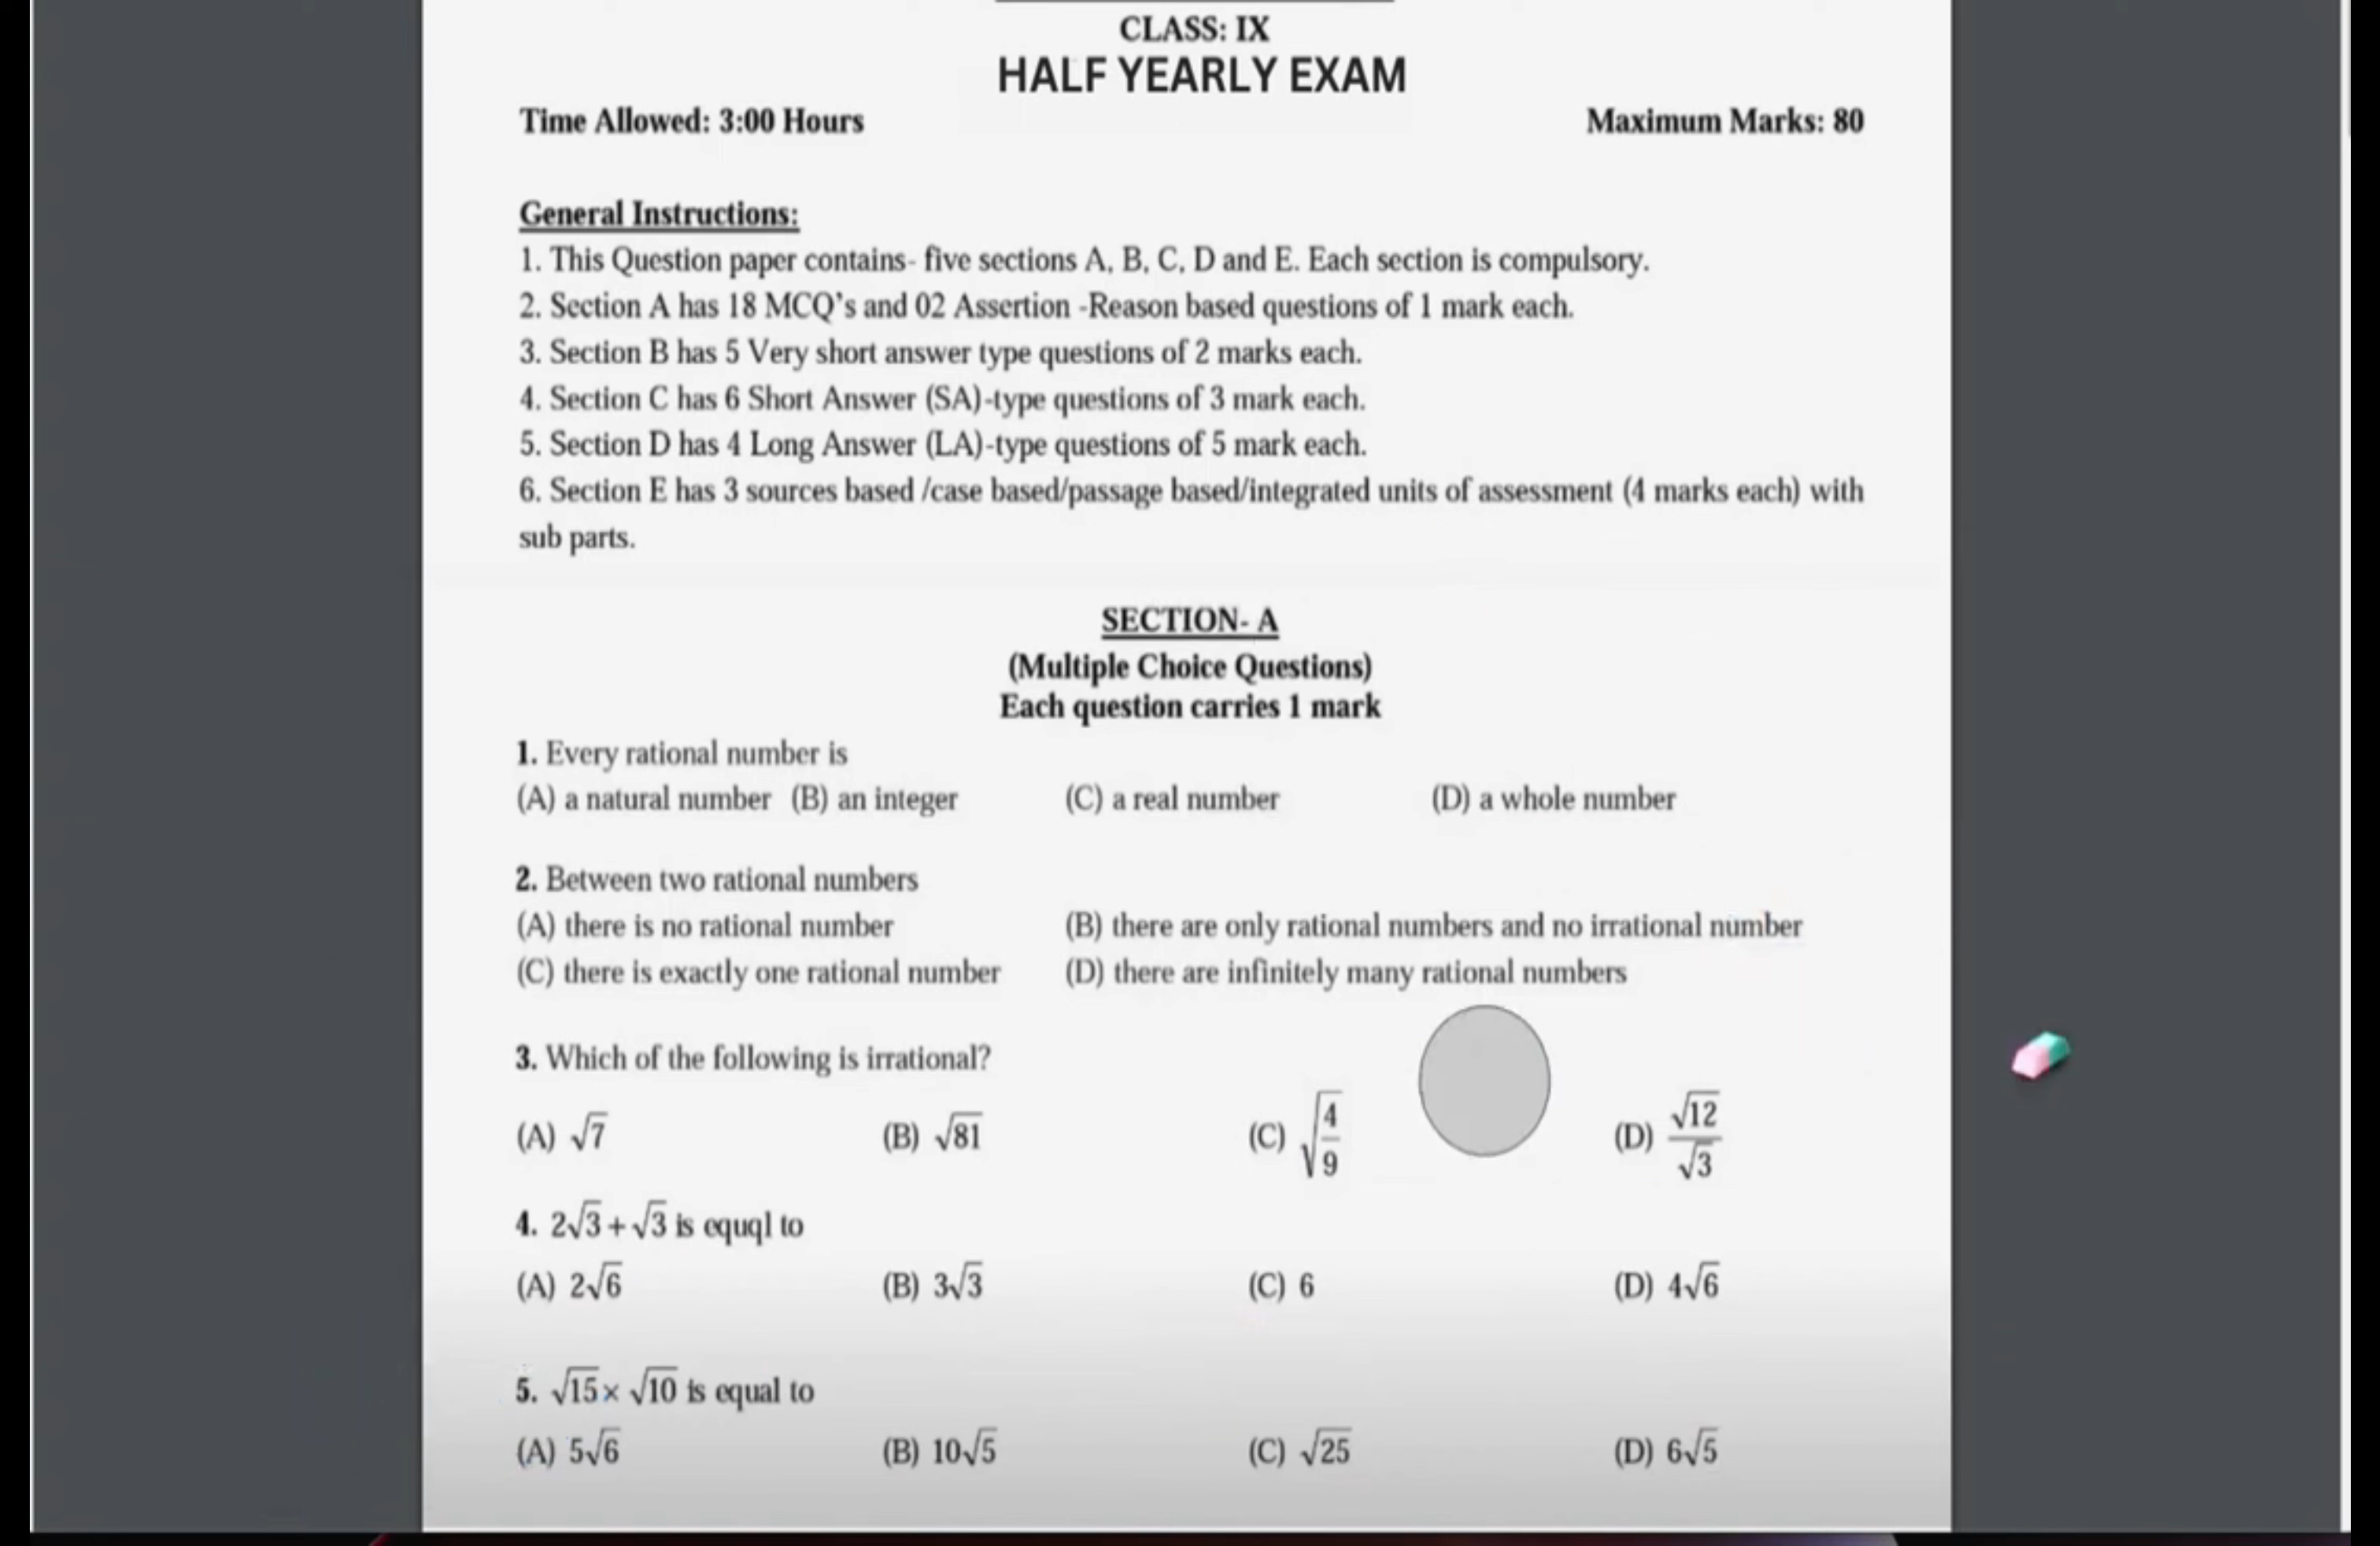 CLASS: IX
HALF YEARLY EXAM
Time Allowed: 3:00 Hours Maximum Marks: 80
General Instructions:
1. This Question paper contains- five sections A, B, C, D and E. Each section is compulsory.
2. Section A has 18 MCQ's and 02 Assertion -Reason based questions of 1 mark each.
3. Section B has 5 Very short answer type questions of 2 marks each.
4. Section C has 6 Short Answer (SA)-type questions of 3 mark each.
5. Section D has 4 Long Answer (LA)-type questions of 5 mark each.
6. Section E has 3 sources based /case based/passage based/integrated units of assessment (4 marks each) with
sub parts.
SECTION- A
(Multiple Choice Questions)
Each question carries 1 mark
1. Every rational number is
(A) a natural number (B) an integer (C) a real number (D) a whole number
2. Between two rational numbers
(A) there is no rational number (B) there are only rational numbers and no irrational number
(C) there is exactly one rational number (D) there are infinitely many rational numbers
3. Which of the following is irrational?
(A) √7 (B) √81 (C) √(4/9) (D) √12/√3
4. 2√3 + √3 is equql to
(A) 2√6 (B) 3√3 (C) 6 (D) 4√6
5. √15 × √10 is equal to
(A) 5√6 (B) 10√5 (C) √25 (D) 6√5